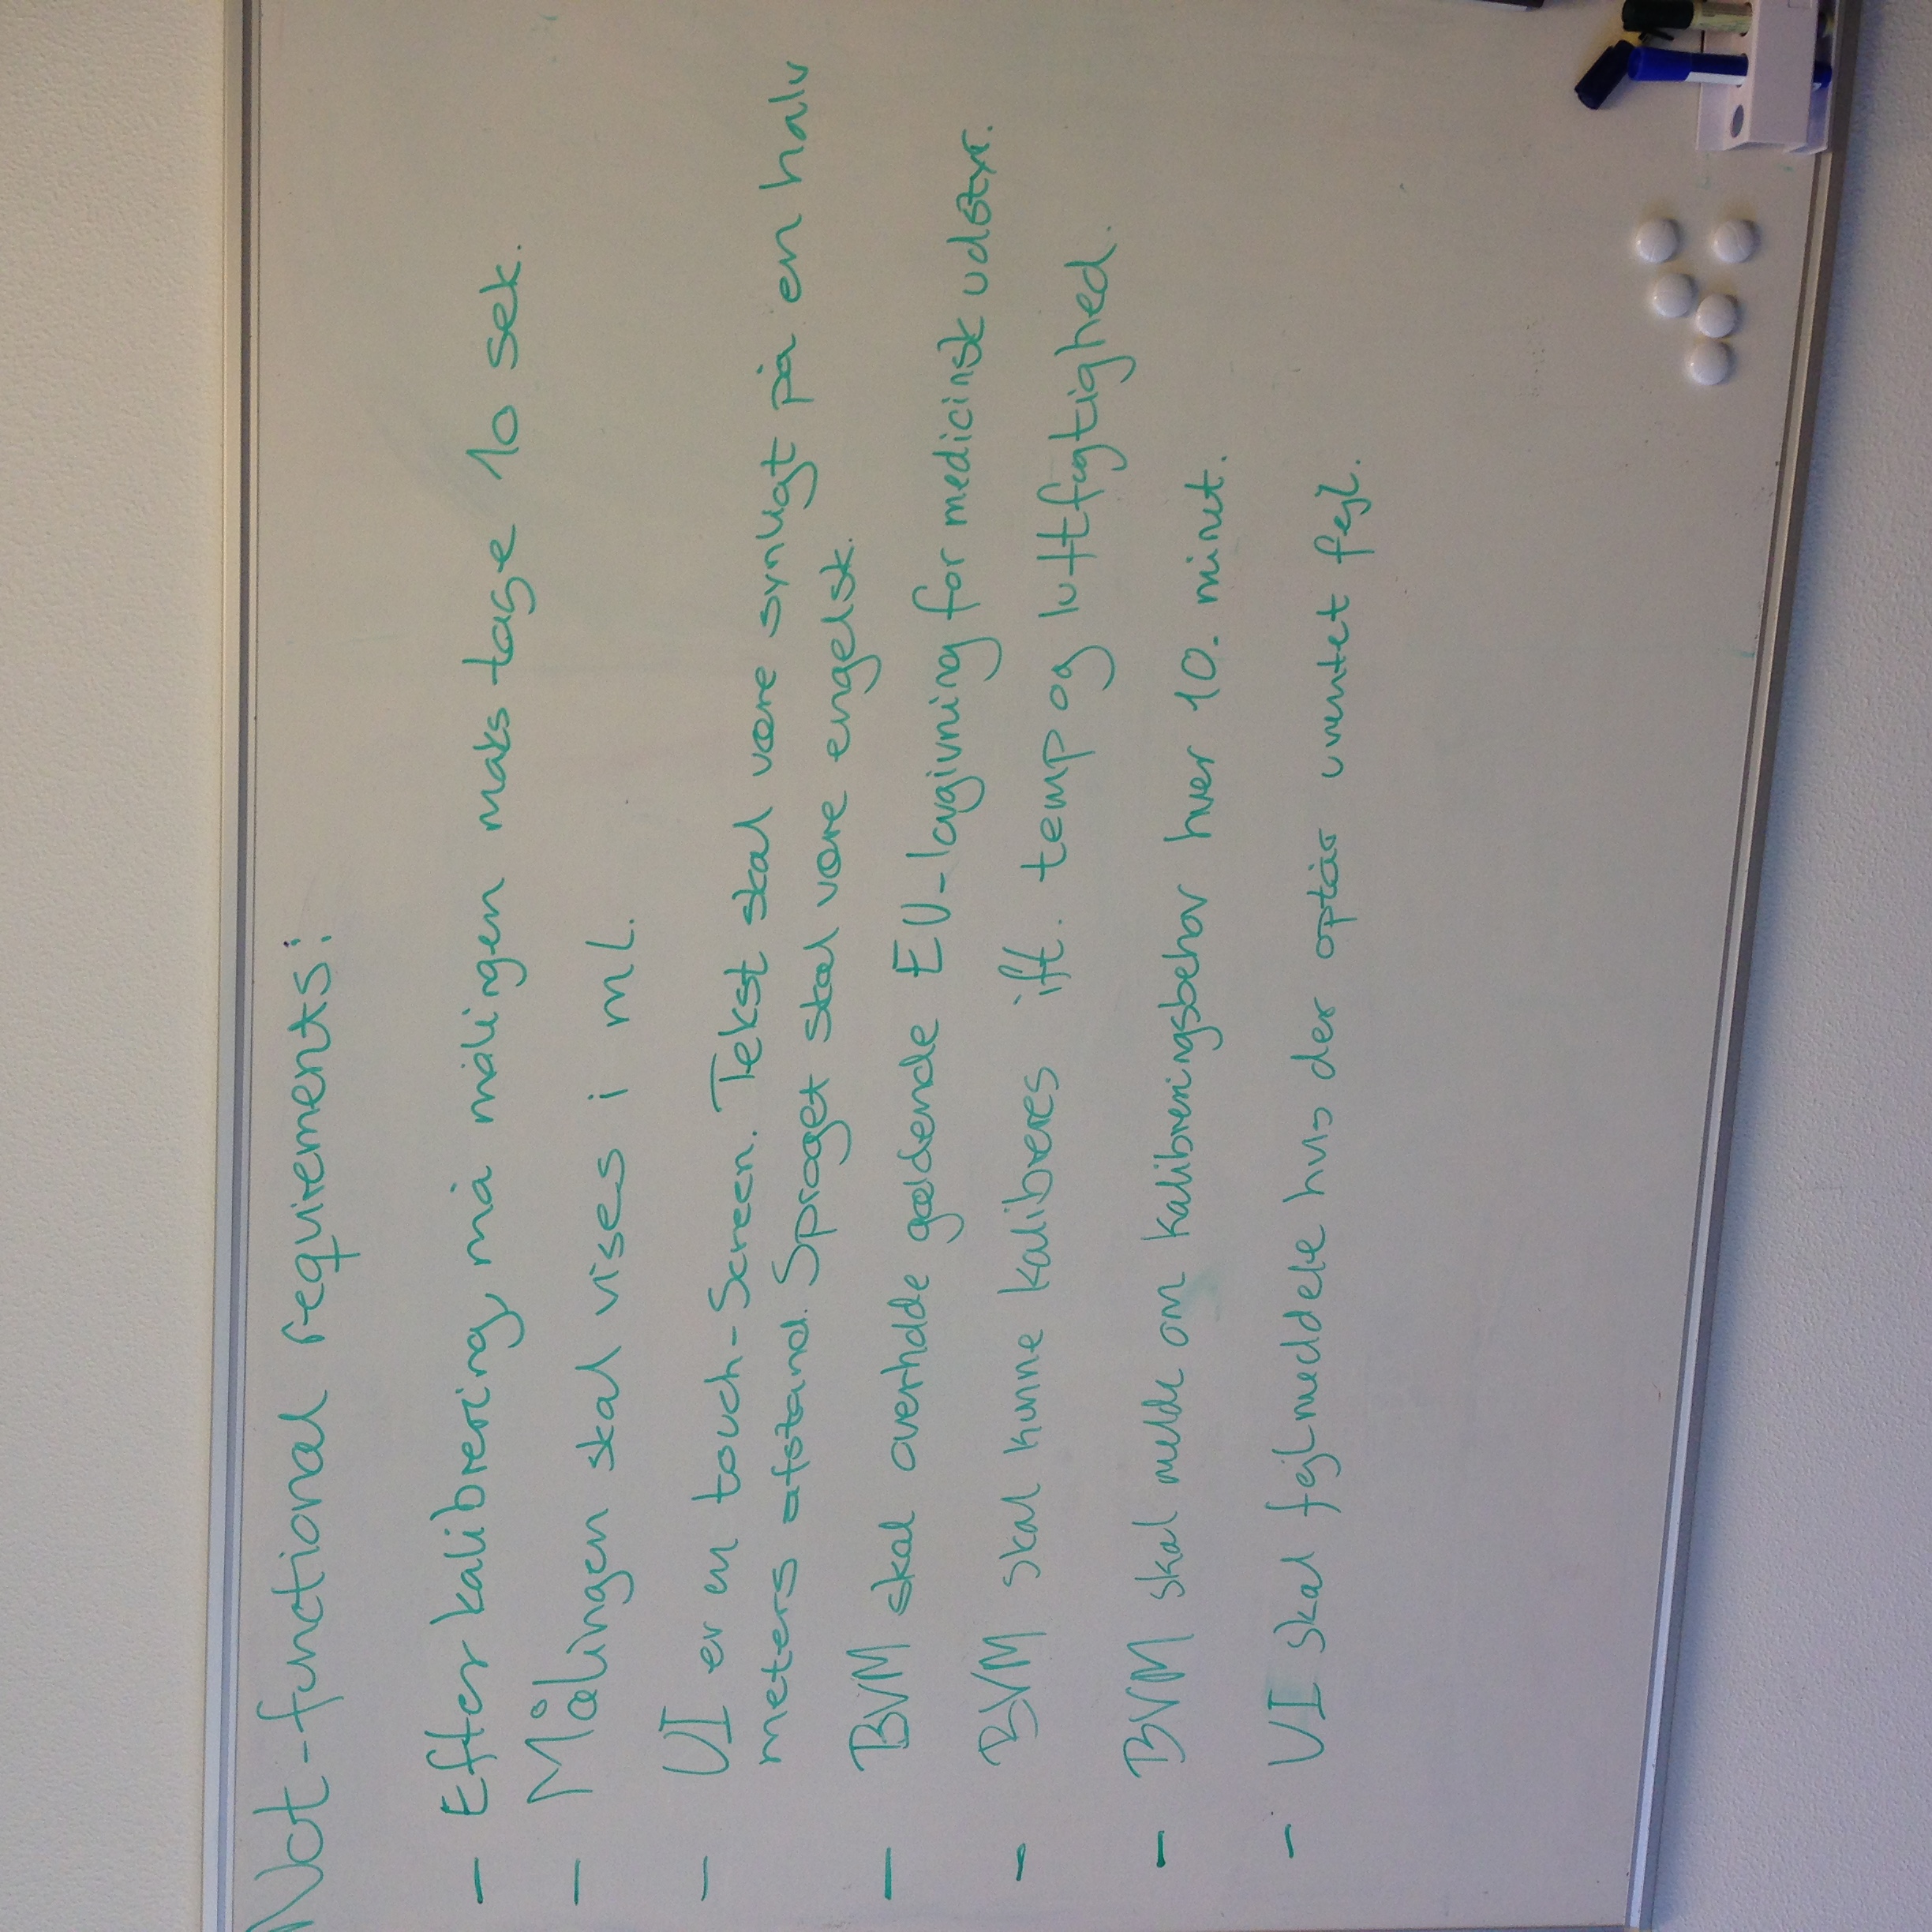 Not-functional requirements:
- Efter kalibrering, må målingen maks tage 10 sek.
- Målingen skal vises i ml.
- UI er en touch-Screen. Tekst skal være synligt på en halv
meters afstand. Sproget skal være engelsk.
- BVM skal overholde gældende EU-lovgivning for medicinsk udstyr.
- BVM skal kunne kalibreres ift. temp og luftfugtighed.
- BVM skal melde om kalibreringsbehov hver 10. minut.
- UI skal fejlmeddele hvis der optår uventet fejl.